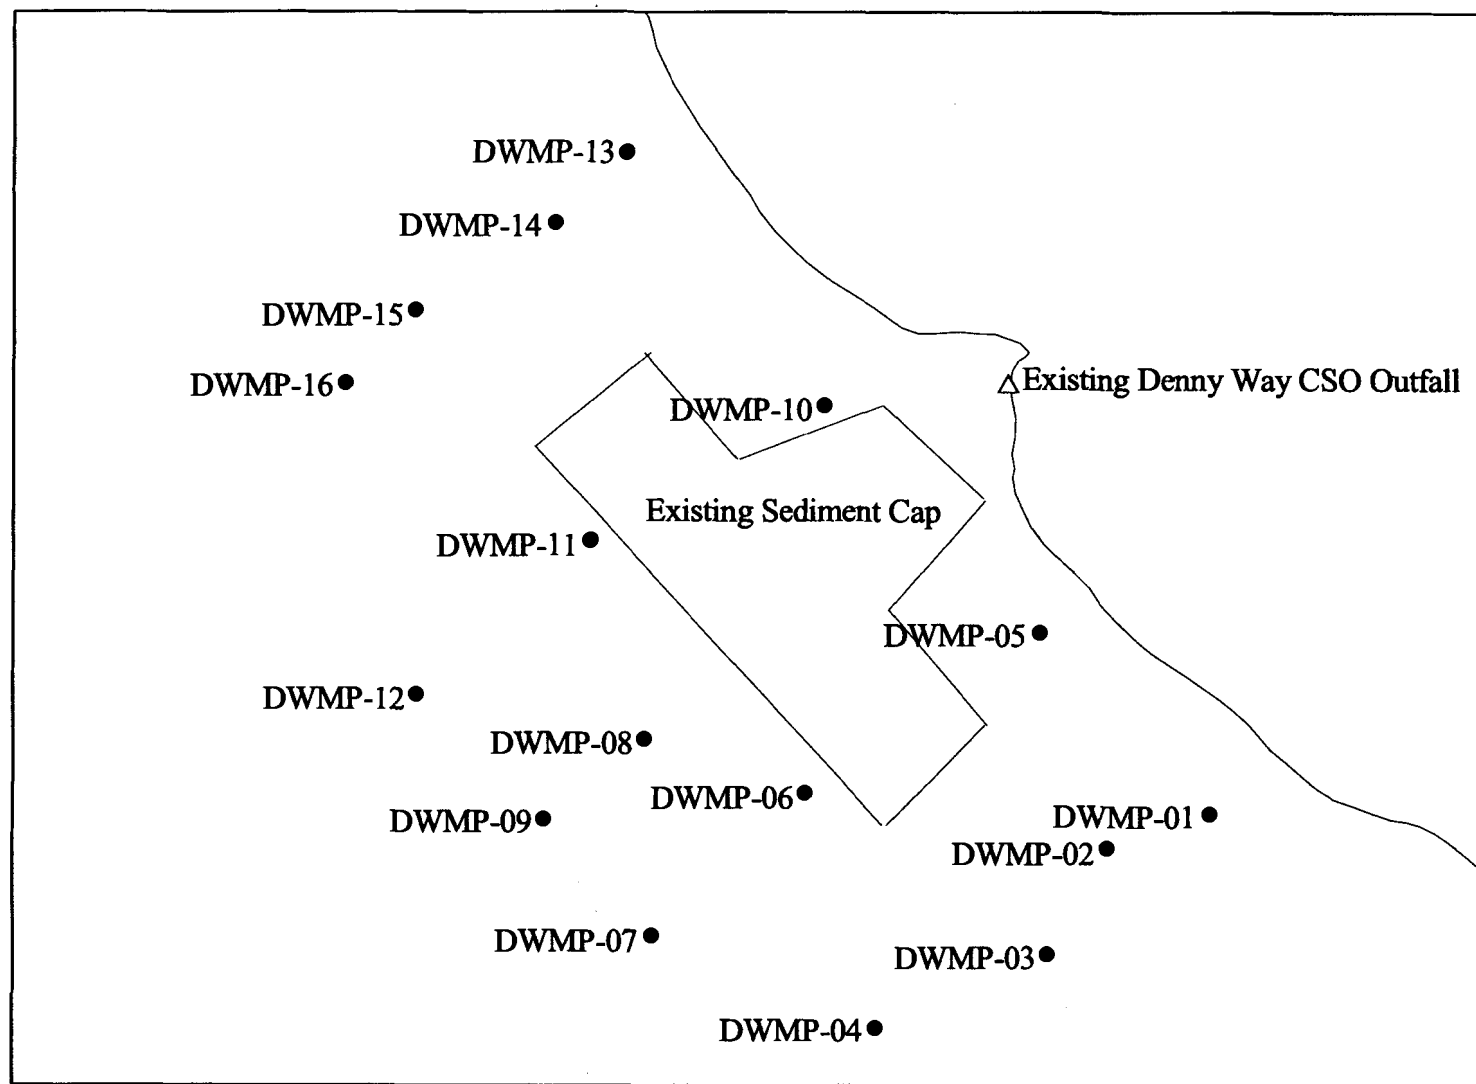 DWMP-13
DWMP-14
DWMP-15
DWMP-16
Existing Denny Way CSO Outfall
DWMP-10
Existing Sediment Cap
DWMP-11
DWMP-05
DWMP-12
DWMP-08
DWMP-06
DWMP-09
DWMP-01
DWMP-02
DWMP-07
DWMP-03
DWMP-04